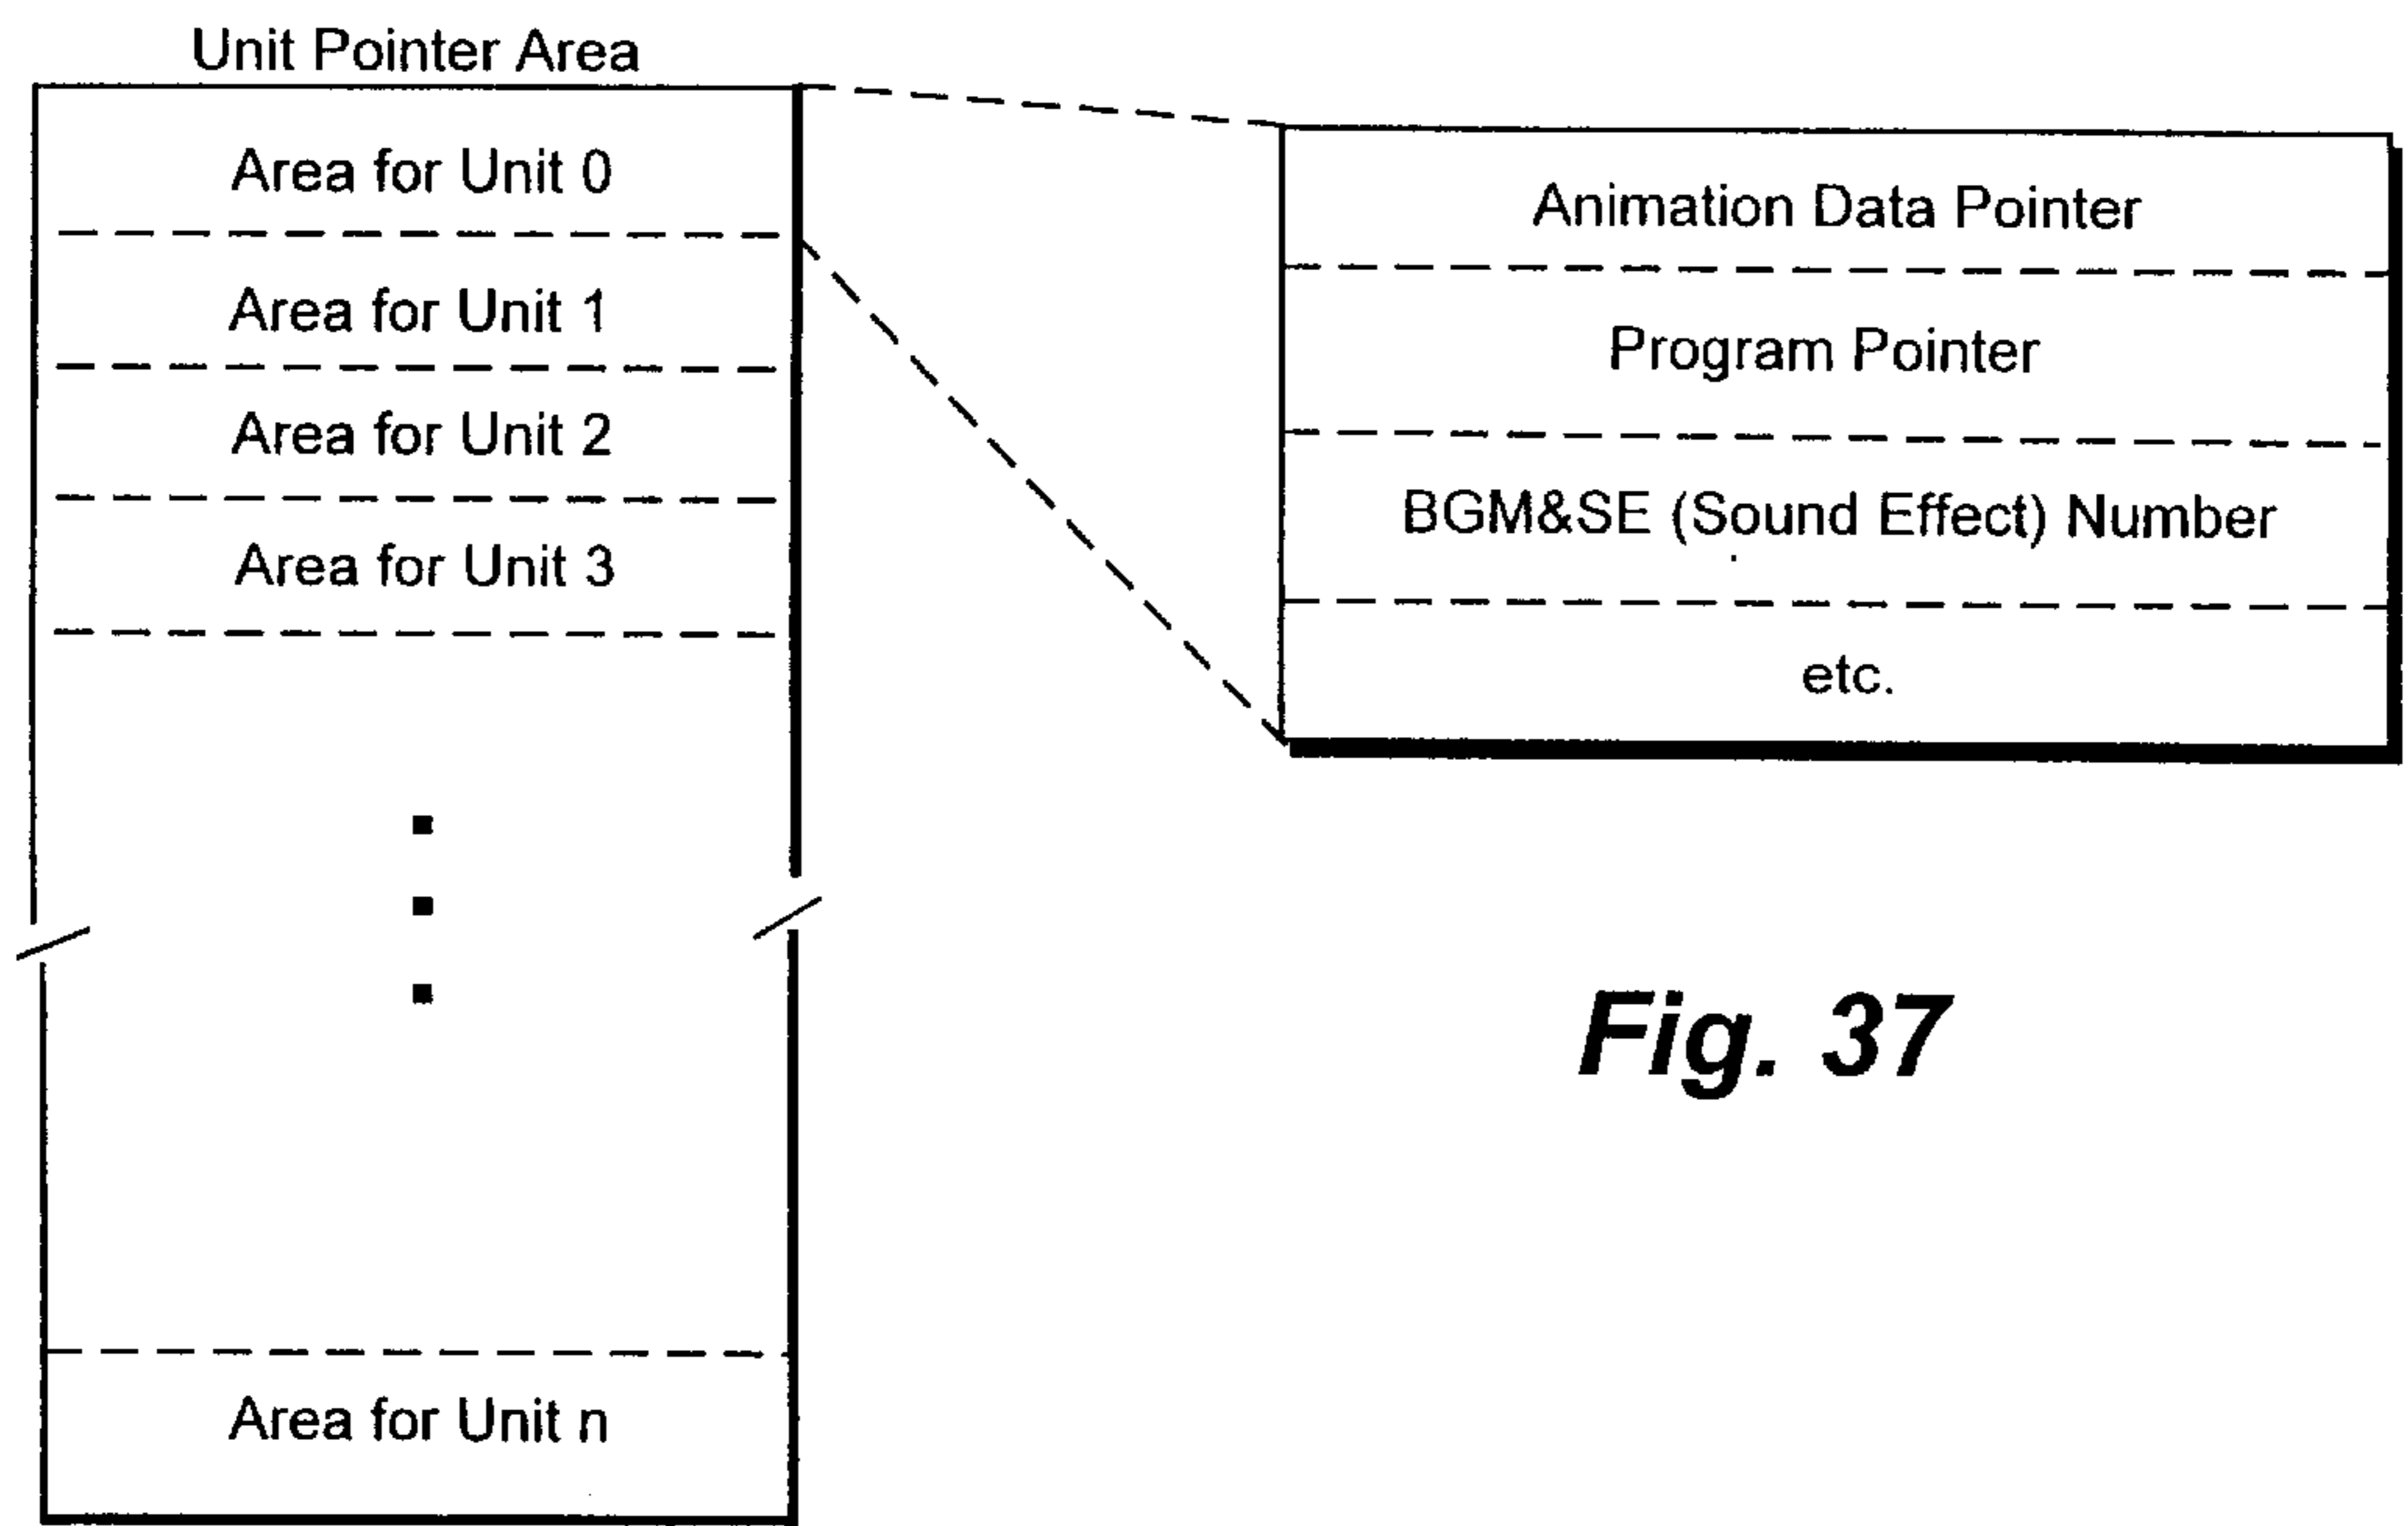 Unit Pointer Area
Area for Unit 0
Area for Unit 1
Area for Unit 2
Area for Unit 3
Area for Unit n
Animation Data Pointer
Program Pointer
BGM&SE (Sound Effect) Number
etc.
Fig. 37